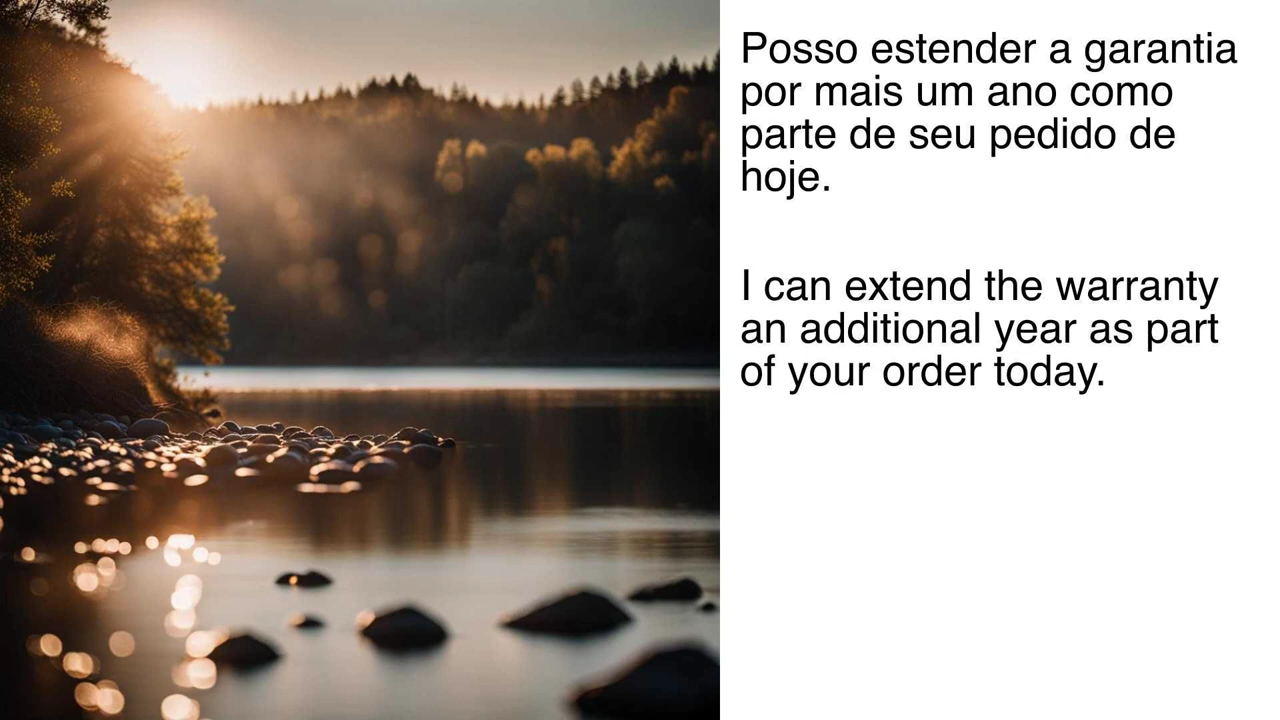 Posso estender a garantia
por mais um ano como
parte de seu pedido de
hoje.
I can extend the warranty
an additional year as part
of your order today.